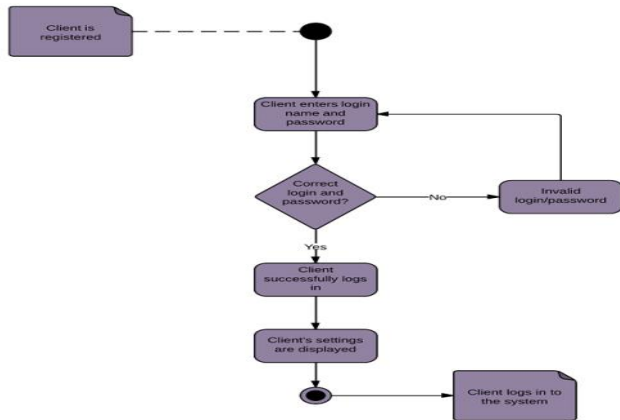 Client is
registered
Client enters login
name and
password
Correct
login and
password?
No
Invalid
login/password
Yes
Client
successfully logs
in
Client's settings
are displayed
Client logs in to
the system